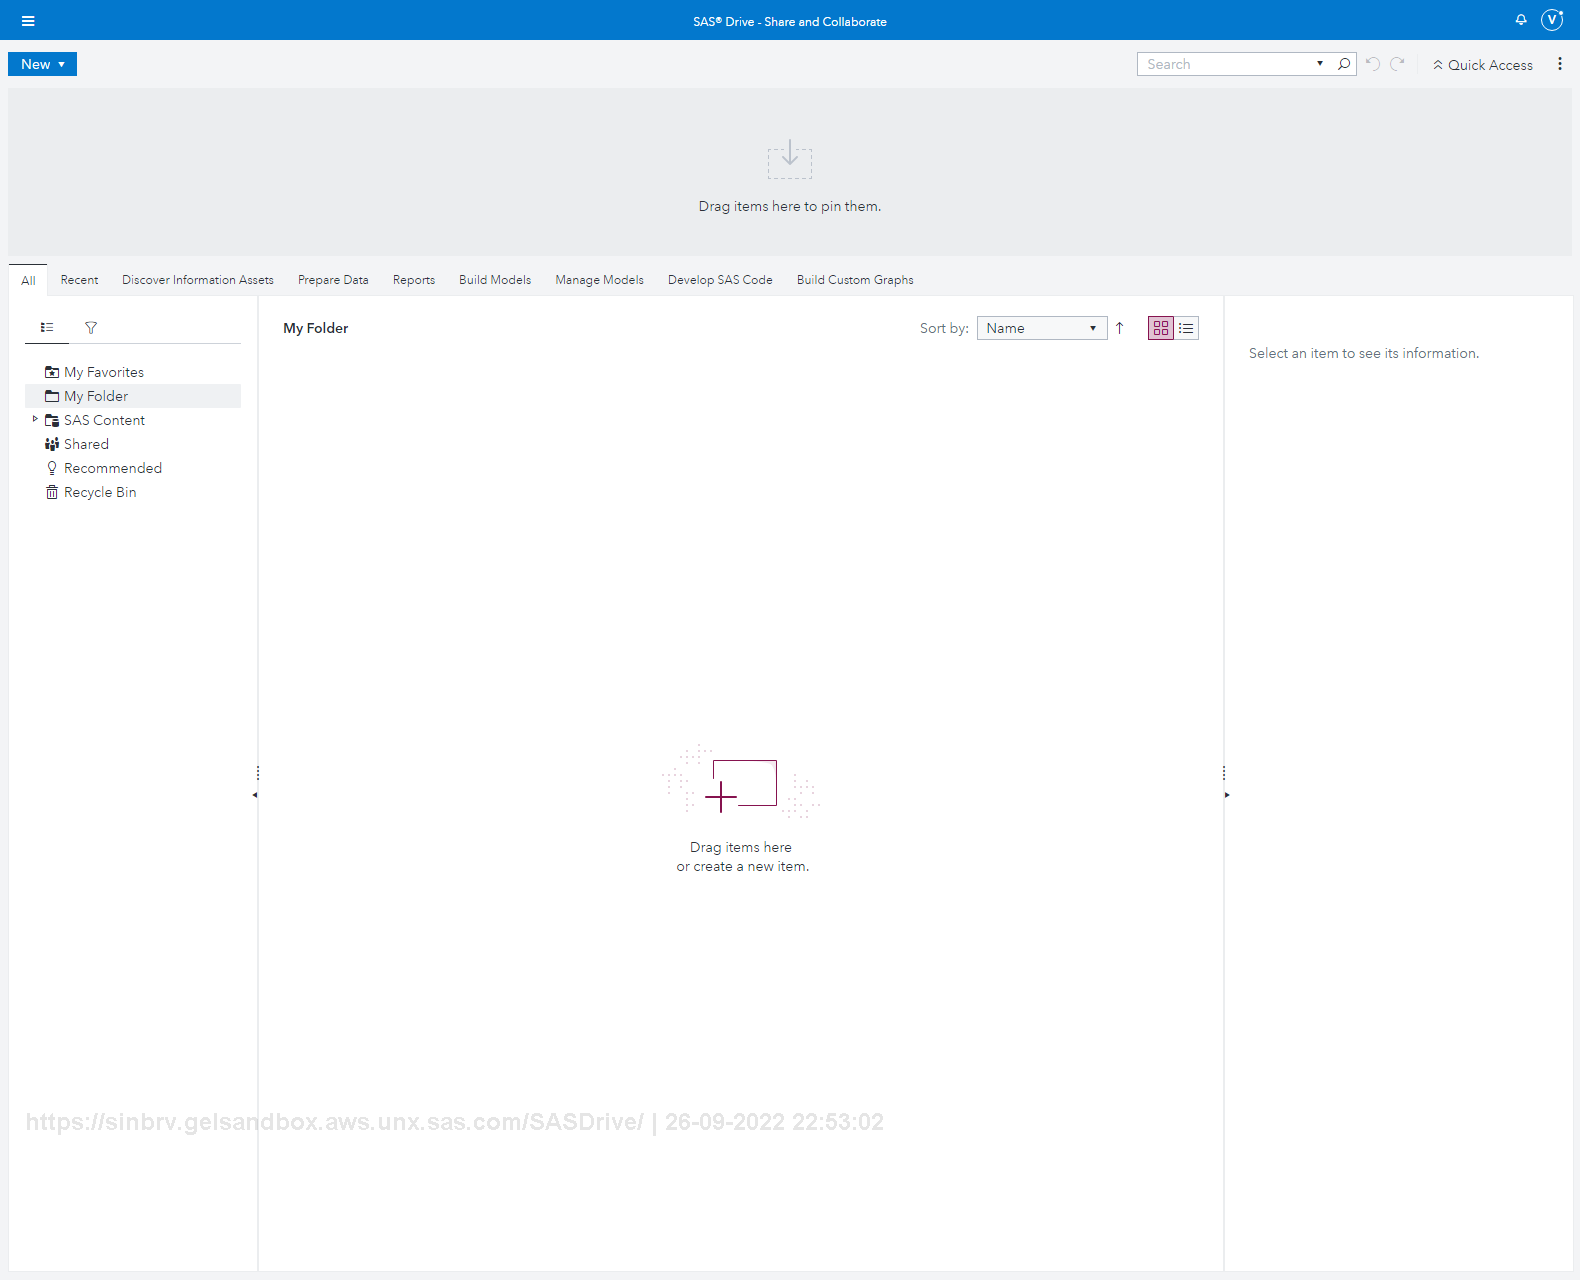 SAS® Drive - Share and Collaborate
V
New
Search
Quick Access
Drag items here to pin them.
All
Recent
Discover Information Assets
Prepare Data
Reports
Build Models
Manage Models
Develop SAS Code
Build Custom Graphs
My Favorites
My Folder
SAS Content
Shared
Recommended
Recycle Bin
My Folder
Sort by:
Name
Drag items here
or create a new item.
Select an item to see its information.
https://sinbrv.gelsandbox.aws.unx.sas.com/SASDrive/ | 26-09-2022 22:53:02